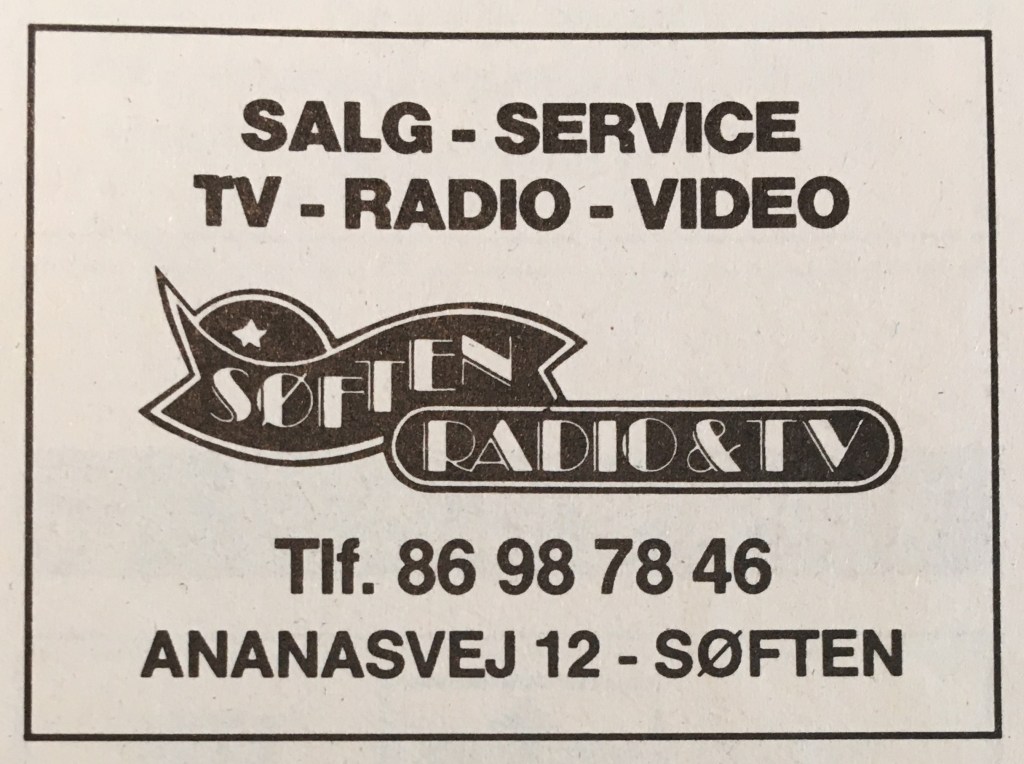 SALG - SERVICE
TV - RADIO - VIDEO
SØFTEN
RADIO & TV
Tlf. 86 98 78 46
ANANASVEJ 12 - SØFTEN